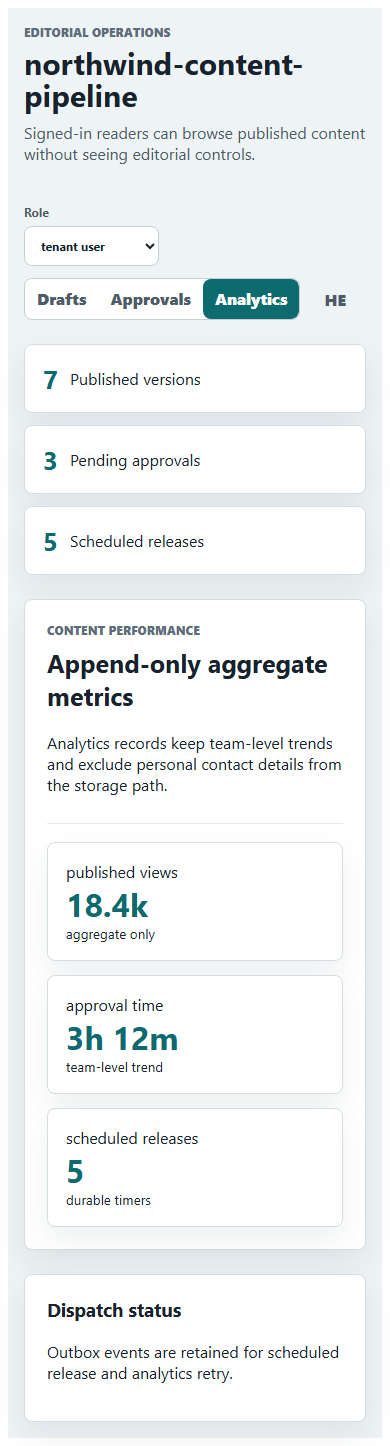 EDITORIAL OPERATIONS
northwind-content-
pipeline
Signed-in readers can browse published content
without seeing editorial controls.
Role
tenant user
Drafts Approvals Analytics HE
7 Published versions
3 Pending approvals
5 Scheduled releases
CONTENT PERFORMANCE
Append-only aggregate
metrics
Analytics records keep team-level trends
and exclude personal contact details from
the storage path.
published views
18.4k
aggregate only
approval time
3h 12m
team-level trend
scheduled releases
5
durable timers
Dispatch status
Outbox events are retained for scheduled
release and analytics retry.